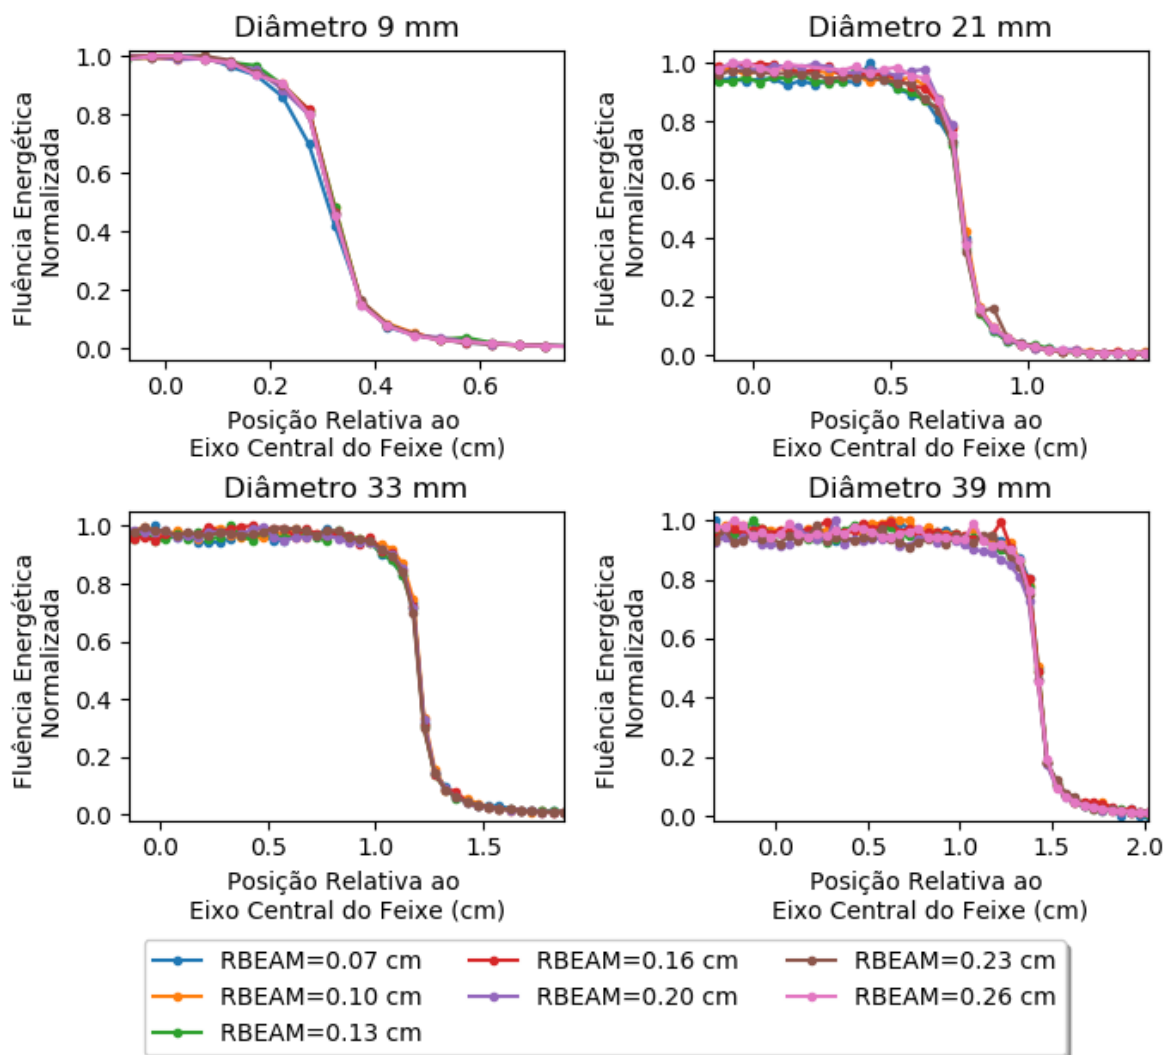 Diâmetro 9 mm
1.0
0.8
0.6
0.4
0.2
0.0
Fluência Energética
Normalizada
0.0 0.2 0.4 0.6
Posição Relativa ao
Eixo Central do Feixe (cm)
Diâmetro 21 mm
1.0
0.8
0.6
0.4
0.2
0.0
Fluência Energética
Normalizada
0.0 0.5 1.0
Posição Relativa ao
Eixo Central do Feixe (cm)
Diâmetro 33 mm
1.0
0.8
0.6
0.4
0.2
0.0
Fluência Energética
Normalizada
0.0 0.5 1.0 1.5
Posição Relativa ao
Eixo Central do Feixe (cm)
Diâmetro 39 mm
1.0
0.8
0.6
0.4
0.2
0.0
Fluência Energética
Normalizada
0.0 0.5 1.0 1.5 2.0
Posição Relativa ao
Eixo Central do Feixe (cm)
RBEAM=0.07 cm
RBEAM=0.10 cm
RBEAM=0.13 cm
RBEAM=0.16 cm
RBEAM=0.20 cm
RBEAM=0.23 cm
RBEAM=0.26 cm